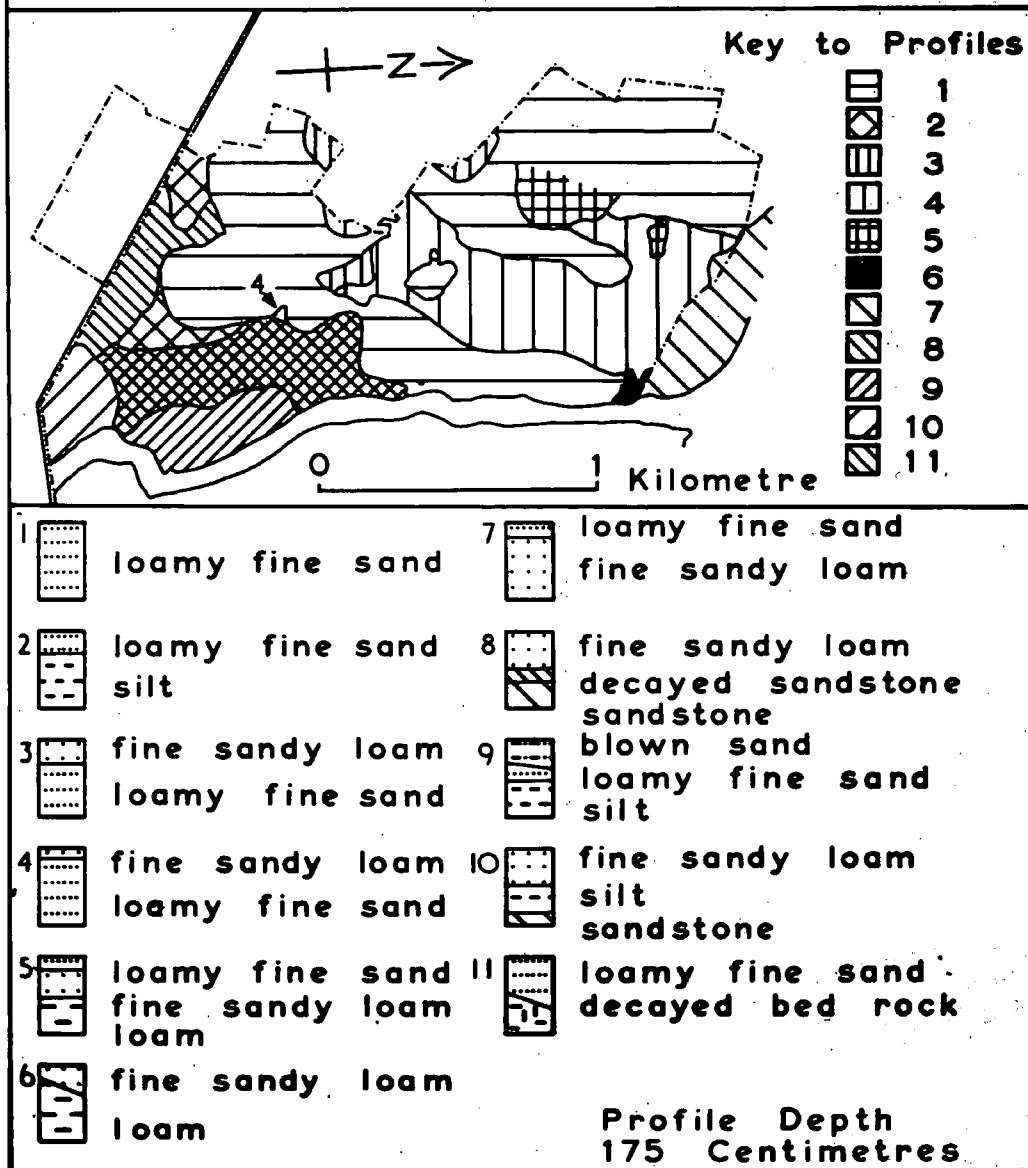 Key to Profiles
Z
1
2
3
4
5
6
7
8
9
10
11
4
0 1
Kilometre
1 loamy fine sand
2 loamy fine sand
silt
3 fine sandy loam
loamy fine sand
4 fine sandy loam
loamy fine sand
5 loamy fine sand
fine sandy loam
loam
6 fine sandy loam
loam
7 loamy fine sand
fine sandy loam
8 fine sandy loam
decayed sandstone
sandstone
9 blown sand
loamy fine sand
silt
10 fine sandy loam
silt
sandstone
11 loamy fine sand
decayed bed rock
Profile Depth
175 Centimetres